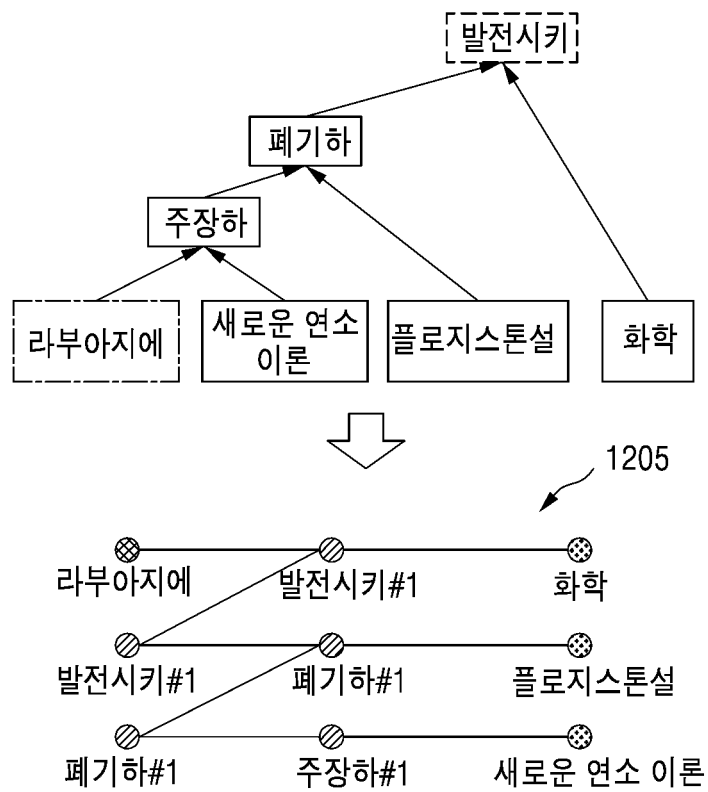 발전시키
폐기하
주장하
라부아지에
새로운 연소
이론
플로지스톤설
화학
1205
라부아지에
발전시키#1
화학
발전시키#1
폐기하#1
플로지스톤설
폐기하#1
주장하#1
새로운 연소 이론